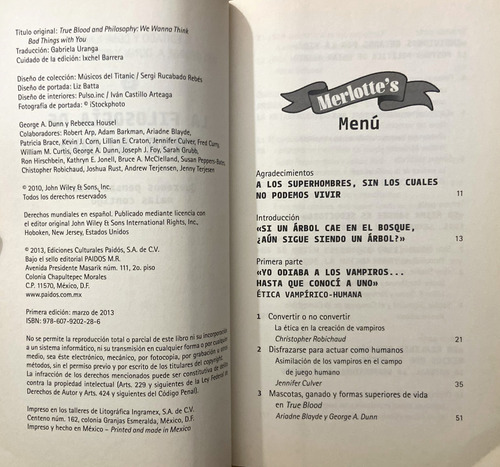 Título original: True Blood and Philosophy: We Wanna Think
Bad Things with You
Traducción: Gabriela Uranga
Cuidado de la edición: Ixchel Barrera
Diseño de colección: Músicos del Titanic / Sergi Rucabado Rebés
Diseño de portada: Liz Batta
Diseño de interiores: Pulso.inc / Iván Castillo Arteaga
Fotografía de portada: © iStockphoto
George A. Dunn y Rebecca Housel
Colaboradores: Robert Arp, Adam Barkman, Ariadne Blayde,
Patricia Brace, Kevin J. Corn, Lillian E. Craton, Jennifer Culver, Fred Curry,
William M. Curtis, George A. Dunn, Joseph J. Foy, Sarah Grubb,
Ron Hirschbein, Kathryn E. Jonell, Bruce A. McClelland, Susan Peppers-Bates,
Christopher Robichaud, Joshua Rust, Andrew Terjesen, Jenny Terjesen
© 2010, John Wiley & Sons, Inc.
Todos los derechos reservados
Derechos mundiales en español. Publicado mediante licencia con
el editor original John Wiley & Sons International Rights, Inc.,
Hoboken, New Jersey, Estados Unidos
© 2013, Ediciones Culturales Paidós, S.A. de C.V.
Bajo el sello editorial PAIDÓS M.R.
Avenida Presidente Masarik núm. 111, 2o. piso
Colonia Chapultepec Morales
C.P. 11570, México, D.F.
www.paidos.com.mx
Primera edición: marzo de 2013
ISBN: 978-607-9202-28-6
No se permite la reproducción total o parcial de este libro ni su incorporación
a un sistema informático, ni su transmisión en cualquier forma o por cualquier
medio, sea éste electrónico, mecánico, por fotocopia, por grabación u otros
métodos, sin el permiso previo y por escrito de los titulares del copyright.
La infracción de los derechos mencionados puede ser constitutiva de delito
contra la propiedad intelectual (Arts. 229 y siguientes de la Ley Federal de
Derechos de Autor y Arts. 424 y siguientes del Código Penal).
Impreso en los talleres de Litográfica Ingramex, S.A. de C.V.
Centeno núm. 162, colonia Granjas Esmeralda, México, D.F.
Impreso y hecho en México – Printed and made in Mexico
Merlotte's
Menú
Agradecimientos
A LOS SUPERHOMBRES, SIN LOS CUALES
NO PODEMOS VIVIR 11
Introducción
«SI UN ÁRBOL CAE EN EL BOSQUE,
¿AÚN SIGUE SIENDO UN ÁRBOL?» 13
Primera parte
«YO ODIABA A LOS VAMPIROS...
HASTA QUE CONOCÍ A UNO»
ÉTICA VAMPÍRICO-HUMANA
1 Convertir o no convertir
La ética en la creación de vampiros
Christopher Robichaud 21
2 Disfrazarse para actuar como humanos
Asimilación de los vampiros en el campo
de juego humano
Jennifer Culver 35
3 Mascotas, ganado y formas superiores de vida
en True Blood
Ariadne Blayde y George A. Dunn 51